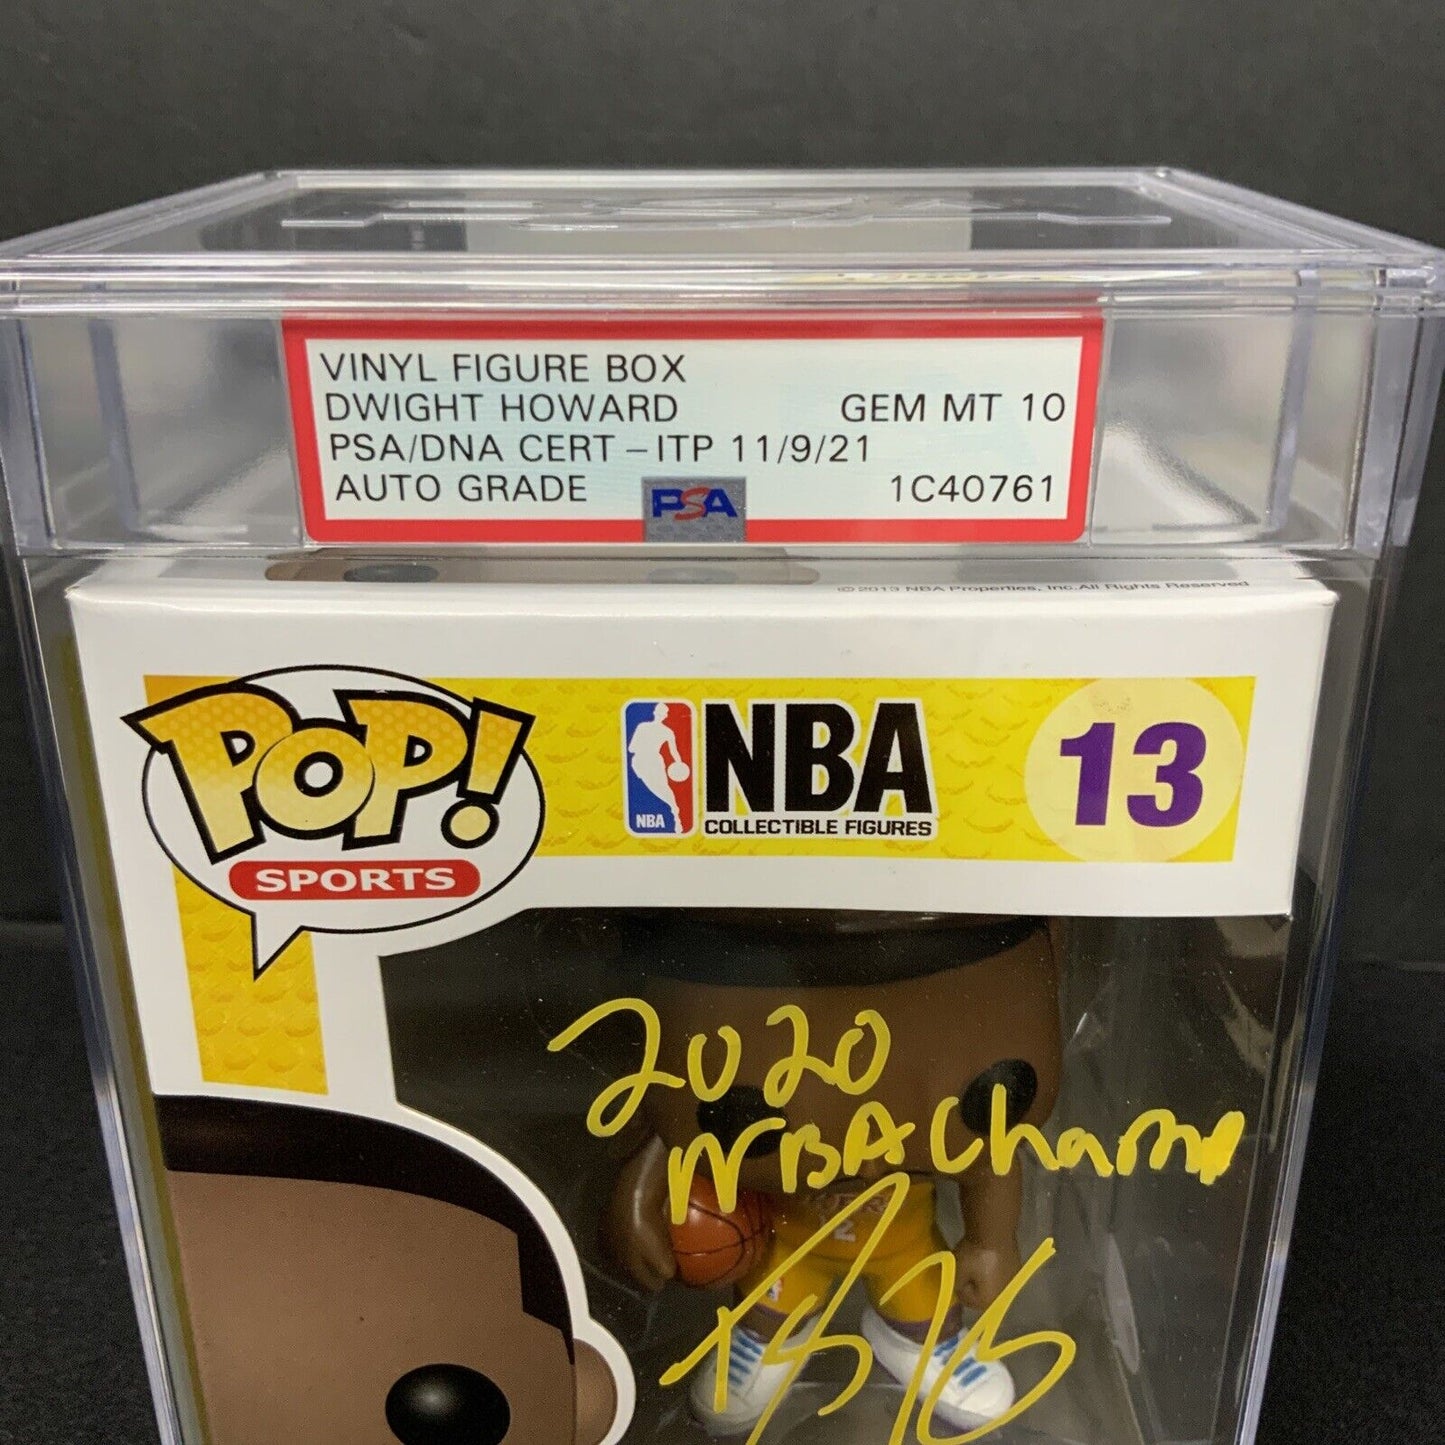 VINYL FIGURE BOX
DWIGHT HOWARD GEM MT 10
PSA/DNA CERT – ITP 11/9/21
AUTO GRADE PSA 1C40761
© 2013 NBA Properties, Inc. All Rights Reserved
POP!
SPORTS
NBA
NBA
COLLECTIBLE FIGURES
13
2020
NBA Champ
12